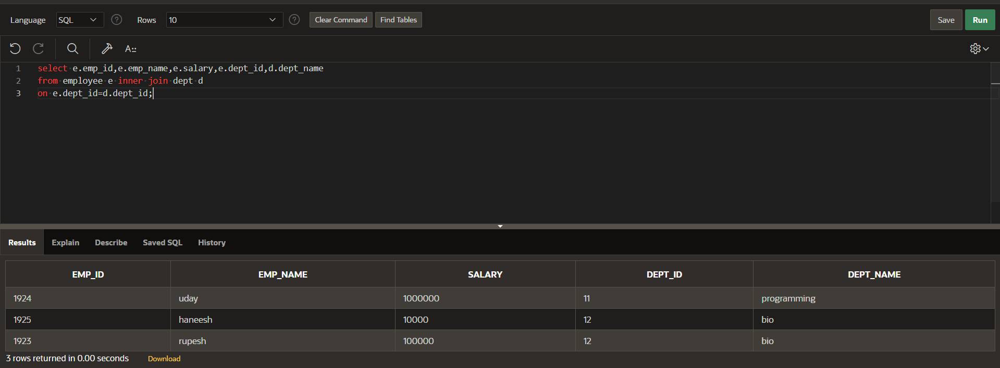 Language SQL ? Rows 10 ? Clear Command Find Tables Save Run
A::
1 select e.emp_id,e.emp_name,e.salary,e.dept_id,d.dept_name
2 from employee e inner join dept d
3 on e.dept_id=d.dept_id;
Results Explain Describe Saved SQL History
EMP_ID EMP_NAME SALARY DEPT_ID DEPT_NAME
1924 uday 1000000 11 programming
1925 haneesh 10000 12 bio
1923 rupesh 100000 12 bio
3 rows returned in 0.00 seconds Download